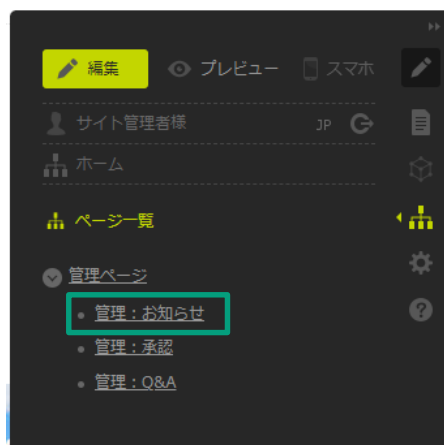 編集 プレビュー スマホ
サイト管理者様 JP
ホーム
ページ一覧
管理ページ
管理：お知らせ
管理：承認
管理：Q&A